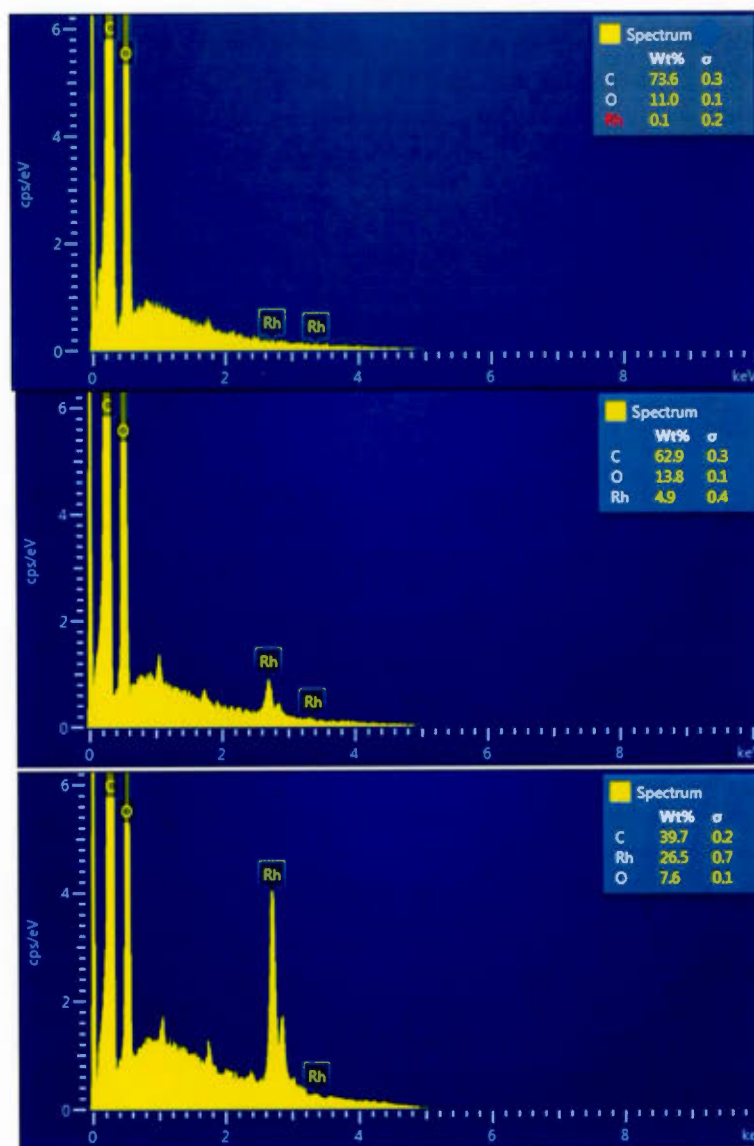 6
4
2
0
cps/eV
C
O
Rh
Rh
0 2 4 6 8 keV
Spectrum
Wt% σ
C 73.6 0.3
O 11.0 0.1
Rh 0.1 0.2
6
4
2
0
cps/eV
C
O
Rh
Rh
0 2 4 6 8 ke
Spectrum
Wt% σ
C 62.9 0.3
O 13.8 0.1
Rh 4.9 0.4
6
4
2
0
cps/eV
C
O
Rh
Rh
0 2 4 6 8 ke
Spectrum
Wt% σ
C 39.7 0.2
Rh 26.5 0.7
O 7.6 0.1